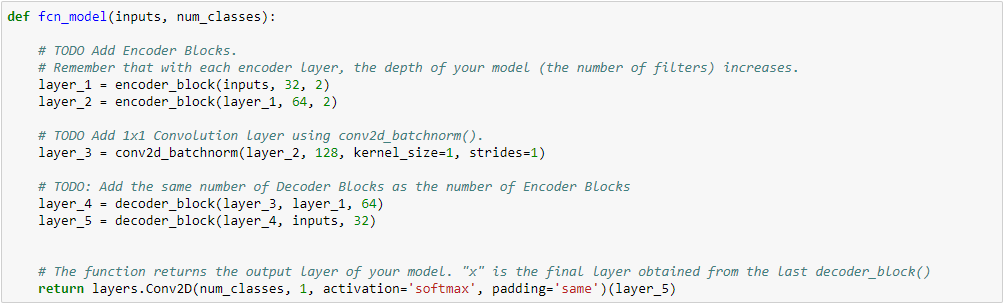 def fcn_model(inputs, num_classes):
# TODO Add Encoder Blocks.
# Remember that with each encoder layer, the depth of your model (the number of filters) increases.
layer_1 = encoder_block(inputs, 32, 2)
layer_2 = encoder_block(layer_1, 64, 2)
# TODO Add 1x1 Convolution layer using conv2d_batchnorm().
layer_3 = conv2d_batchnorm(layer_2, 128, kernel_size=1, strides=1)
# TODO: Add the same number of Decoder Blocks as the number of Encoder Blocks
layer_4 = decoder_block(layer_3, layer_1, 64)
layer_5 = decoder_block(layer_4, inputs, 32)
# The function returns the output layer of your model. "x" is the final layer obtained from the last decoder_block()
return layers.Conv2D(num_classes, 1, activation='softmax', padding='same')(layer_5)